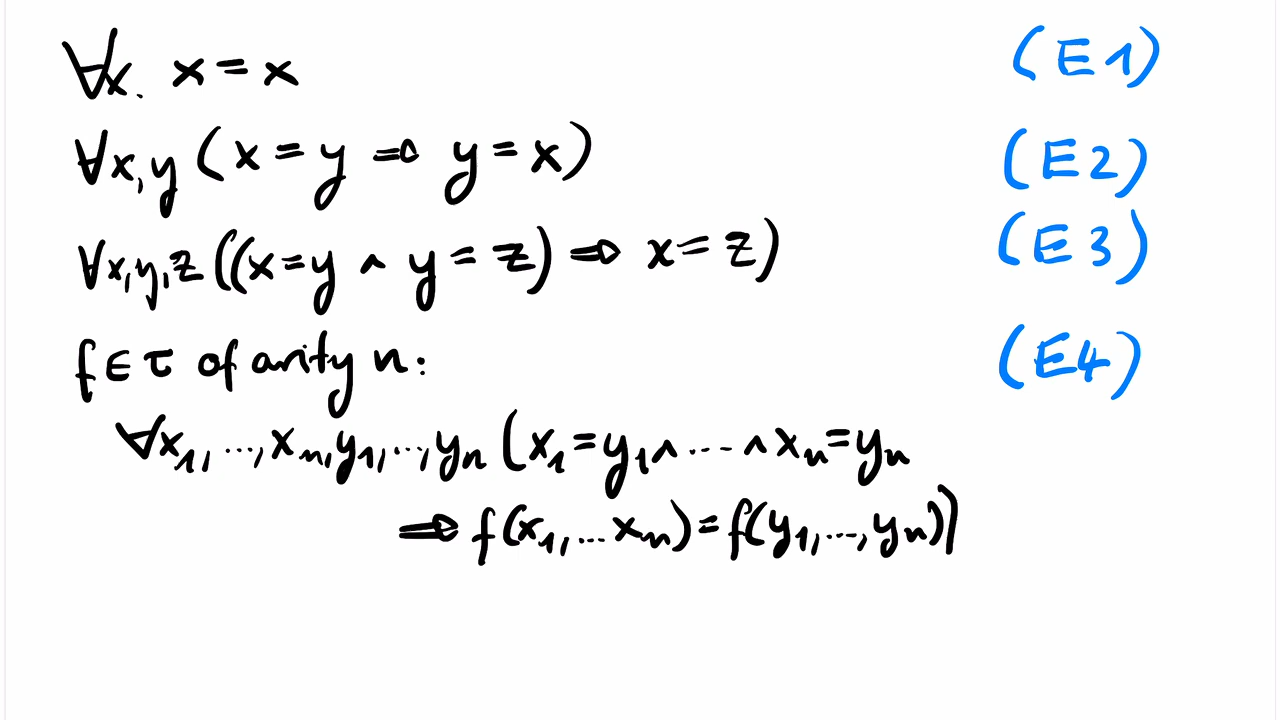 ∀x. x = x (E1)
∀x,y (x = y ⇒ y = x) (E2)
∀x,y,z ((x=y ∧ y = z) ⇒ x = z) (E3)
f ∈ τ of arity n: (E4)
∀x₁,...,xₙ,y₁,...,yₙ (x₁=y₁ ∧ ... ∧ xₙ=yₙ
⇒ f(x₁,...xₙ) = f(y₁,...,yₙ))